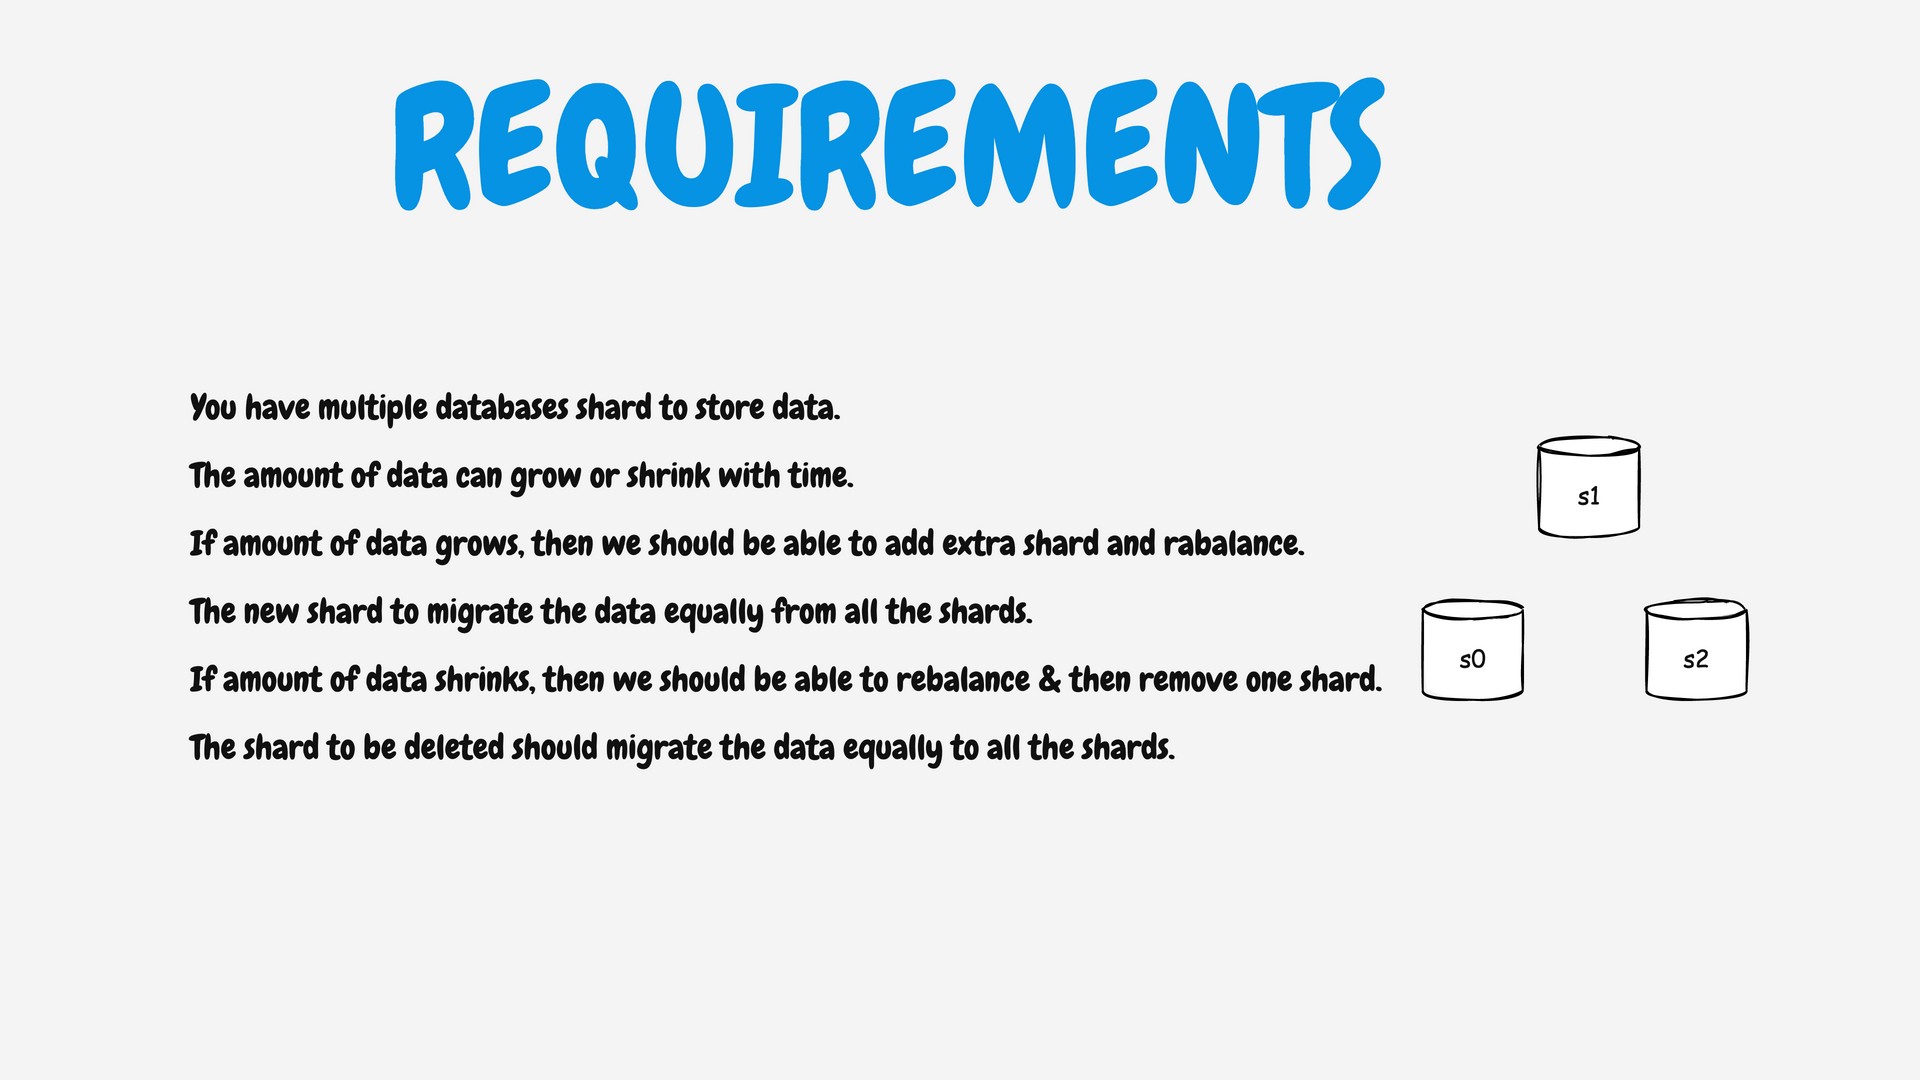 REQUIREMENTS
You have multiple databases shard to store data.
The amount of data can grow or shrink with time.
If amount of data grows, then we should be able to add extra shard and rabalance.
The new shard to migrate the data equally from all the shards.
If amount of data shrinks, then we should be able to rebalance & then remove one shard.
The shard to be deleted should migrate the data equally to all the shards.
s1
s0
s2